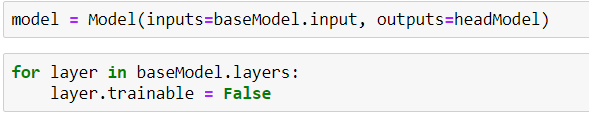 model = Model(inputs=baseModel.input, outputs=headModel)
for layer in baseModel.layers:
    layer.trainable = False